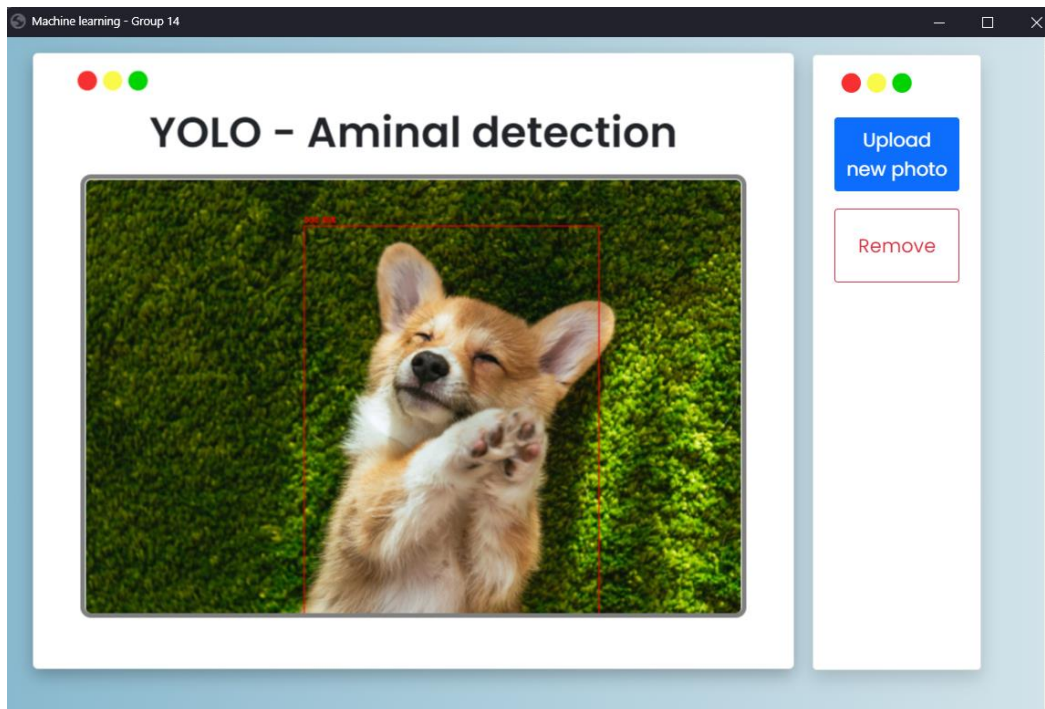 Machine learning - Group 14
YOLO - Aminal detection
Upload
new photo
Remove